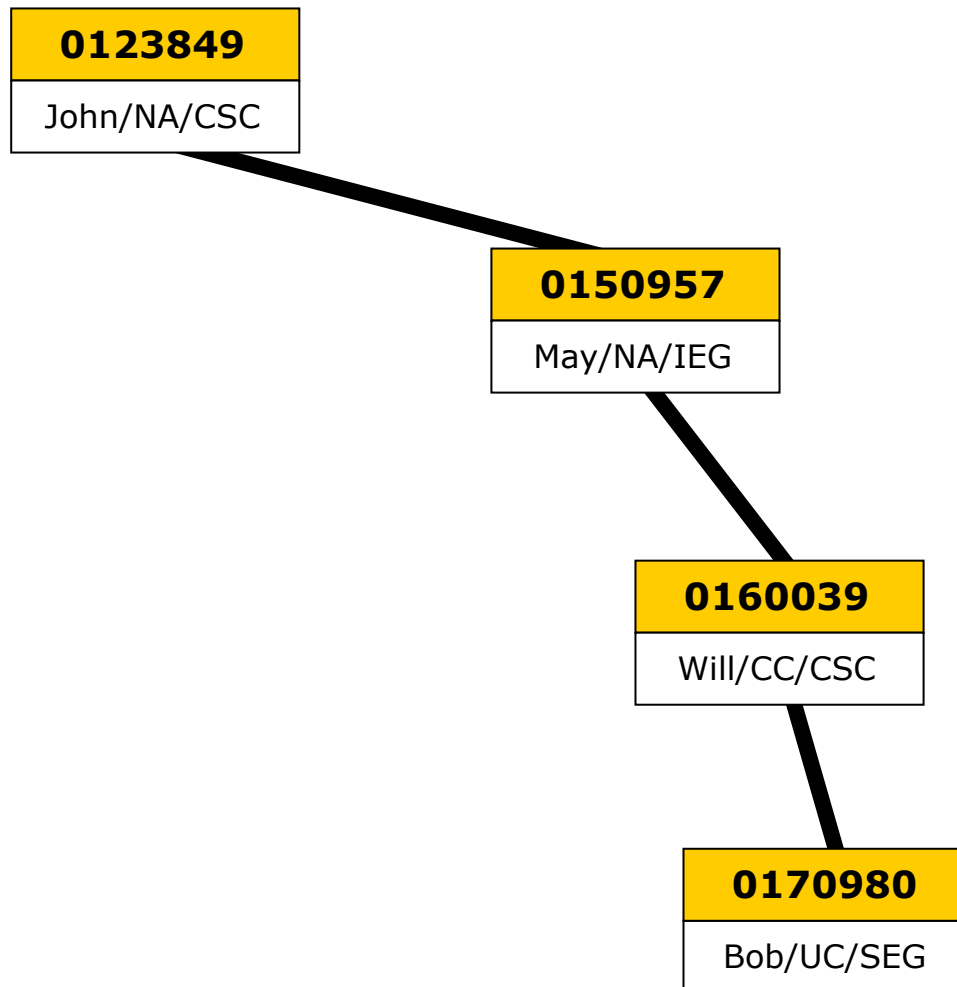 0123849
John/NA/CSC
0150957
May/NA/IEG
0160039
Will/CC/CSC
0170980
Bob/UC/SEG